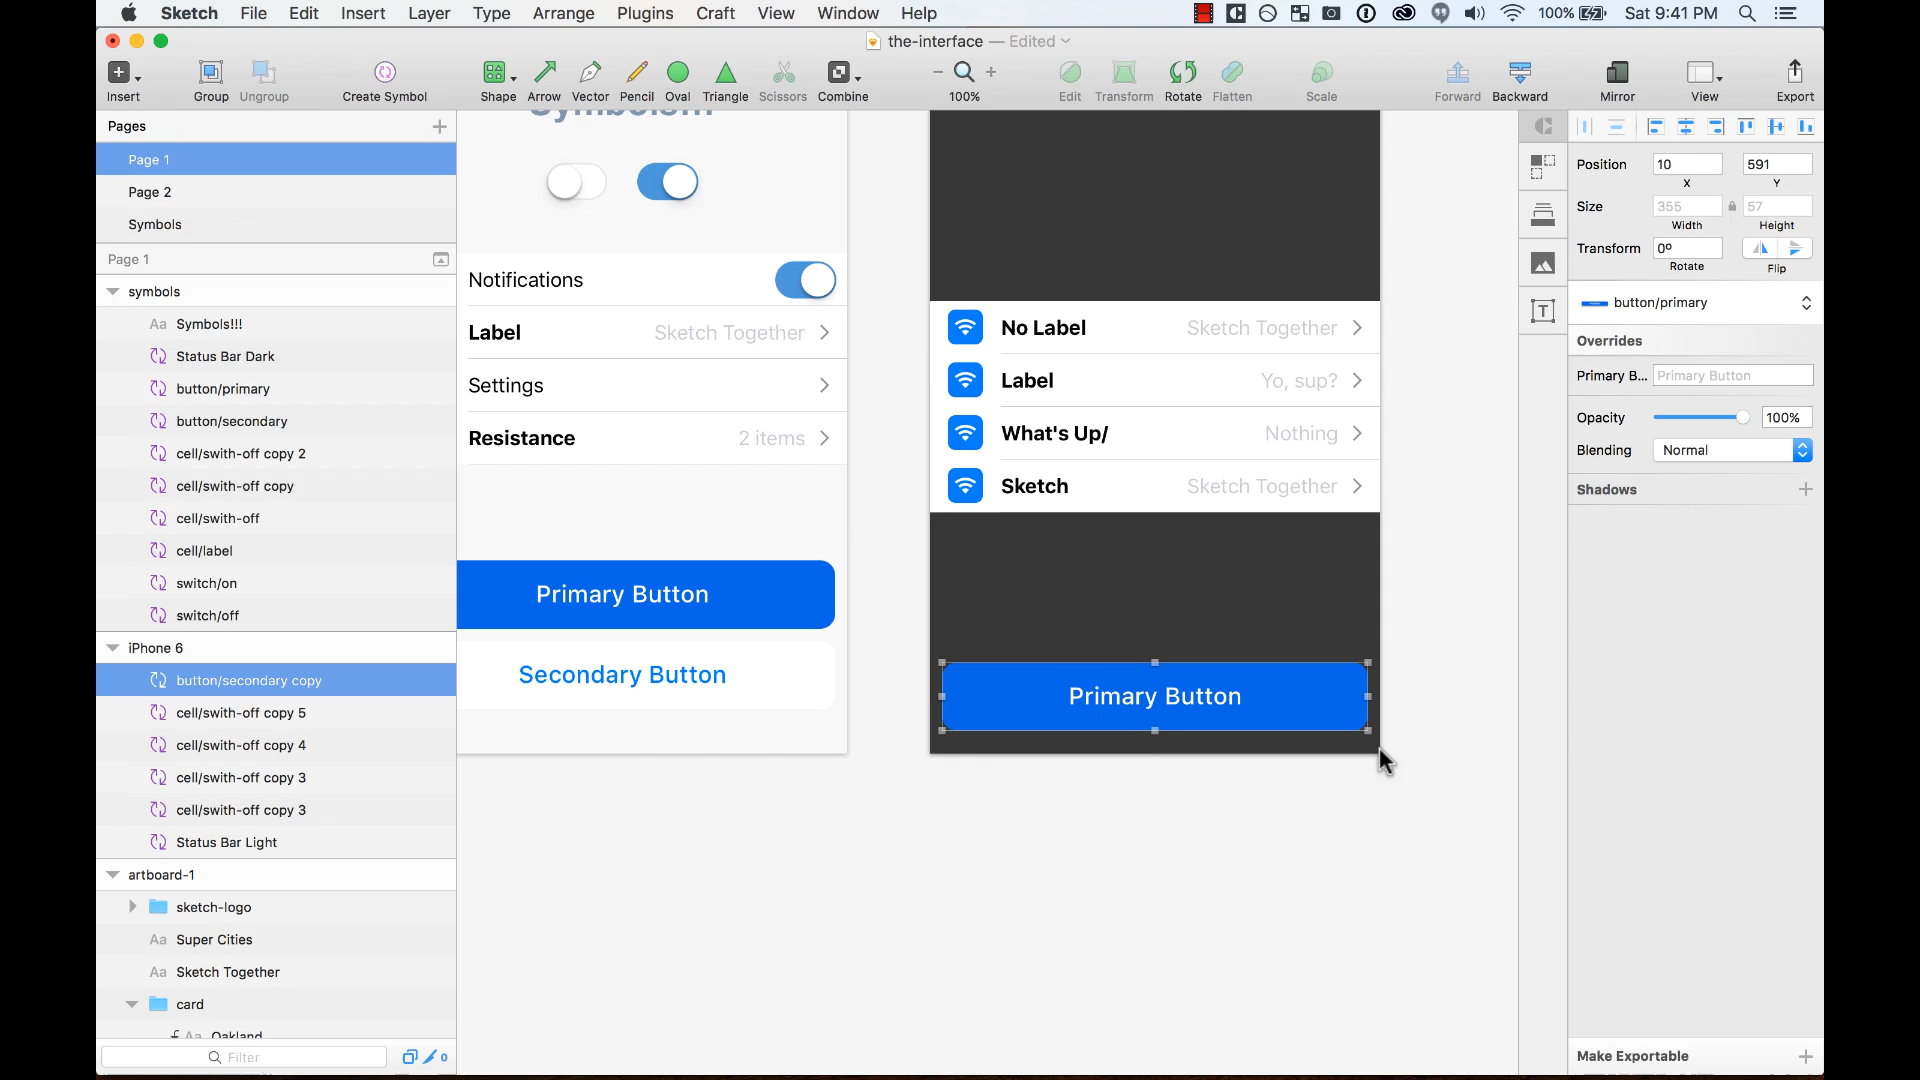 Sketch File Edit Insert Layer Type Arrange Plugins Craft View Window Help 100% Sat 9:41 PM
the-interface — Edited
Insert Group Ungroup Create Symbol Shape Arrow Vector Pencil Oval Triangle Scissors Combine 100% Edit Transform Rotate Flatten Scale Forward Backward Mirror View Export
Pages
Page 1
Page 2
Symbols
Page 1
symbols
Aa Symbols!!!
Status Bar Dark
button/primary
button/secondary
cell/swith-off copy 2
cell/swith-off copy
cell/swith-off
cell/label
switch/on
switch/off
iPhone 6
button/secondary copy
cell/swith-off copy 5
cell/swith-off copy 4
cell/swith-off copy 3
cell/swith-off copy 3
Status Bar Light
artboard-1
sketch-logo
Aa Super Cities
Aa Sketch Together
card
Aa Oakland
Filter
0
Symbolism
Notifications
Label Sketch Together
Settings
Resistance 2 items
Primary Button
Secondary Button
No Label Sketch Together
Label Yo, sup?
What's Up/ Nothing
Sketch Sketch Together
Primary Button
Position 10 591
X Y
Size 355 57
Width Height
Transform 0º
Rotate Flip
button/primary
Overrides
Primary B... Primary Button
Opacity 100%
Blending Normal
Shadows
Make Exportable